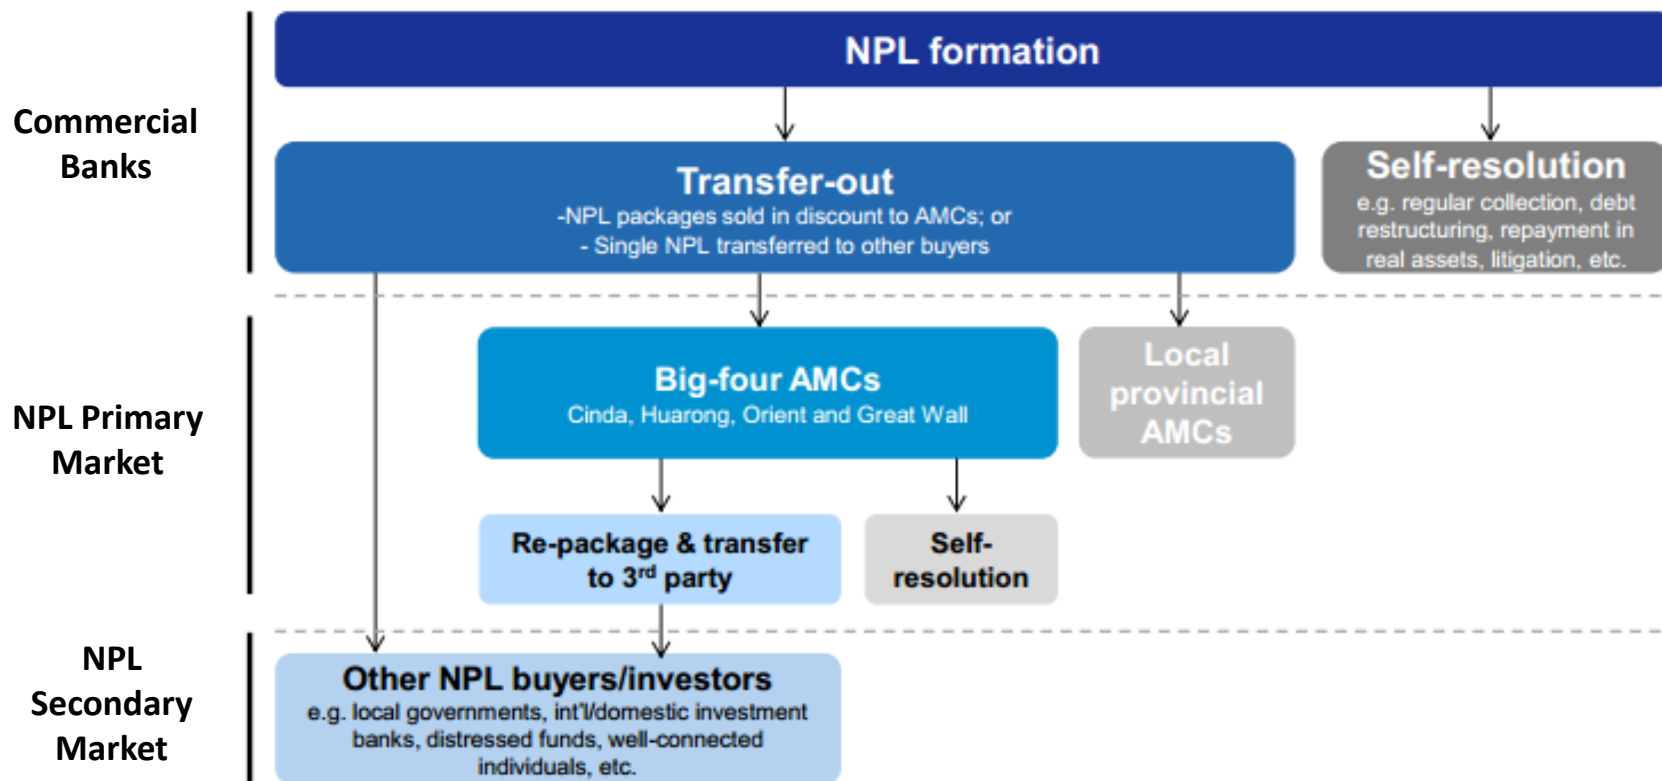 NPL formation
Commercial
Banks
Transfer-out
-NPL packages sold in discount to AMCs; or
- Single NPL transferred to other buyers
Self-resolution
e.g. regular collection, debt
restructuring, repayment in
real assets, litigation, etc.
NPL Primary
Market
Big-four AMCs
Cinda, Huarong, Orient and Great Wall
Local
provincial
AMCs
Re-package & transfer
to 3rd party
Self-
resolution
NPL
Secondary
Market
Other NPL buyers/investors
e.g. local governments, int'l/domestic investment
banks, distressed funds, well-connected
individuals, etc.